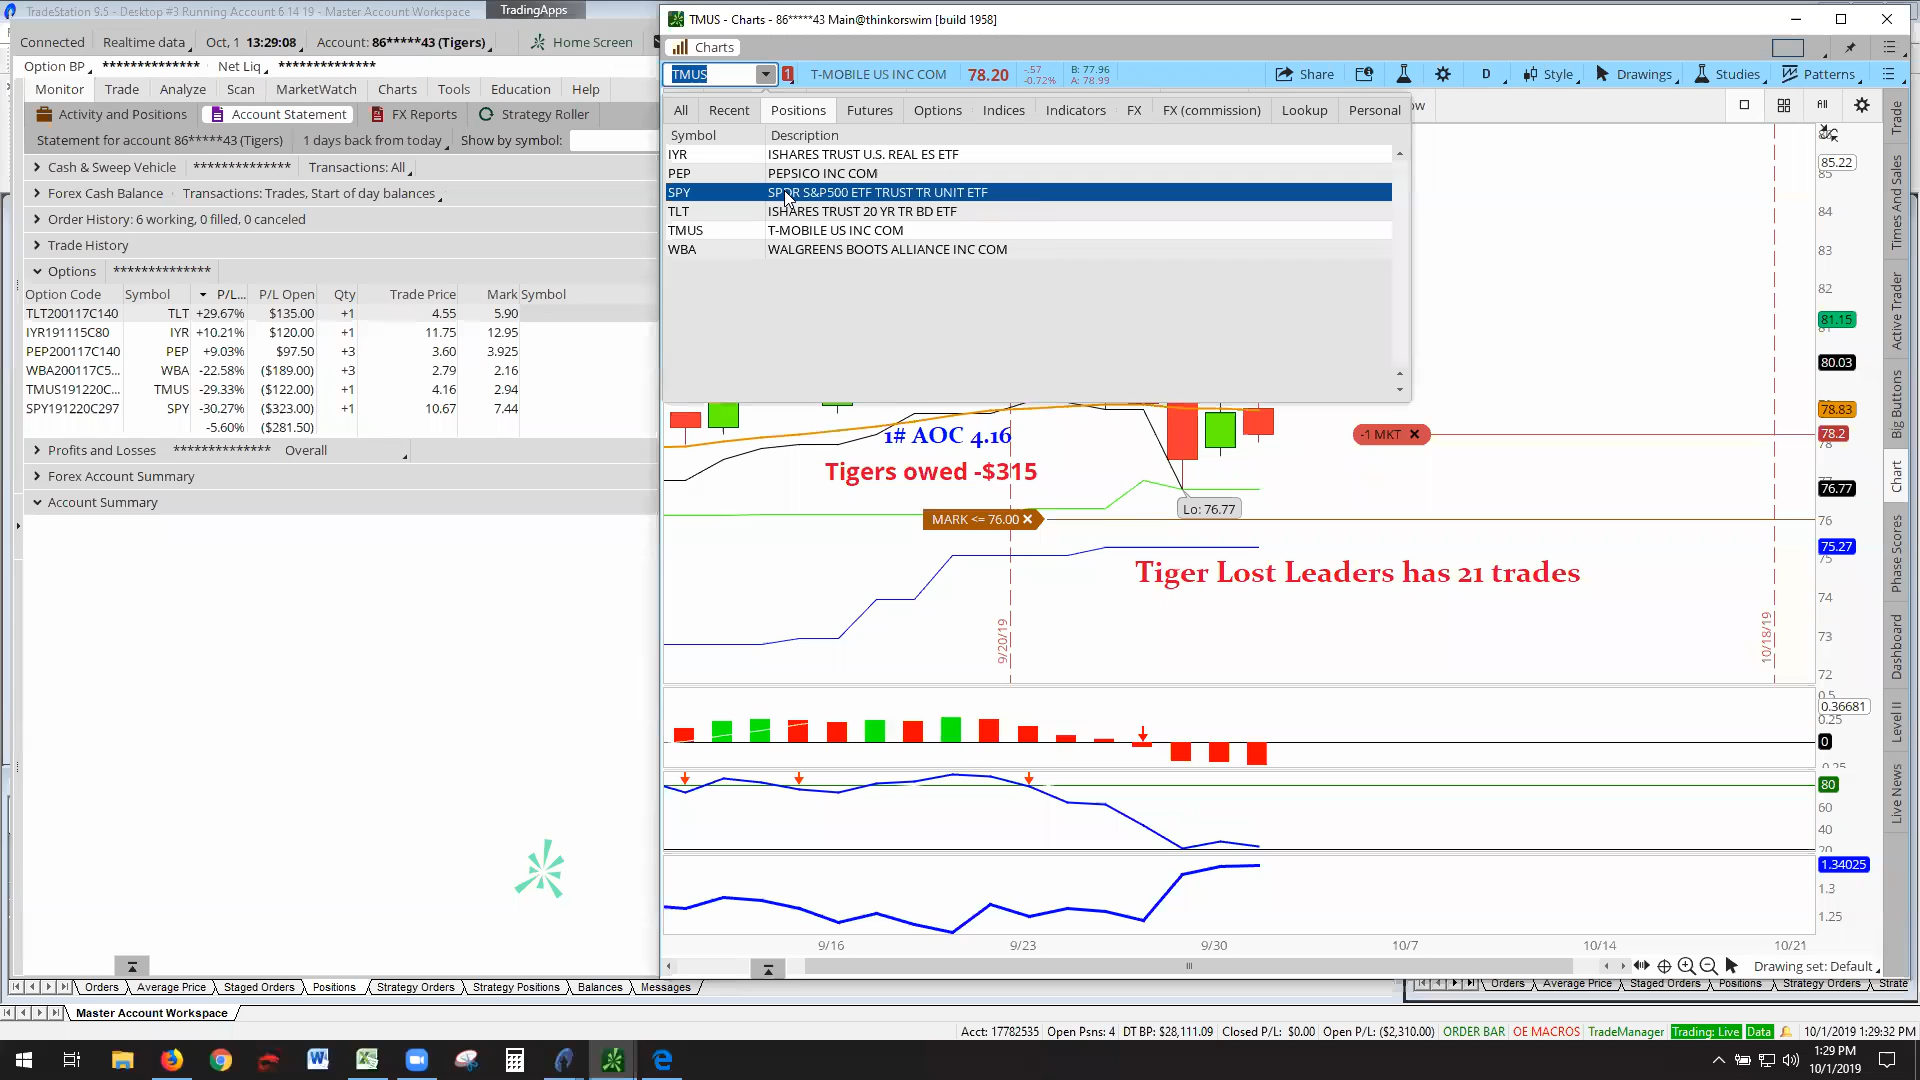 TradeStation 9.5 - Desktop #3 Running Account 6 14 19 - Master Account Workspace
TradingApps
TMUS - Charts - 86*****43 Main@thinkorswim [build 1958]
Connected Realtime data Oct, 1 13:29:08 Account: 86*****43 (Tigers) Home Screen
Charts
Option BP ************** Net Liq **************
TMUS 1 T-MOBILE US INC COM 78.20 -.57 -0.72% B: 77.96 A: 78.99 Share D Style Drawings Studies Patterns
Monitor Trade Analyze Scan MarketWatch Charts Tools Education Help
All Recent Positions Futures Options Indices Indicators FX FX (commission) Lookup Personal
All
Activity and Positions Account Statement FX Reports Strategy Roller
Statement for account 86*****43 (Tigers) 1 days back from today Show by symbol:
Symbol Description
IYR ISHARES TRUST U.S. REAL ES ETF
PEP PEPSICO INC COM
SPY SPDR S&P500 ETF TRUST TR UNIT ETF
TLT ISHARES TRUST 20 YR TR BD ETF
TMUS T-MOBILE US INC COM
WBA WALGREENS BOOTS ALLIANCE INC COM
Cash & Sweep Vehicle ************** Transactions: All
Forex Cash Balance Transactions: Trades, Start of day balances
Order History: 6 working, 0 filled, 0 canceled
Trade History
Options **************
Option Code Symbol P/L... P/L Open Qty Trade Price Mark Symbol
TLT200117C140 TLT +29.67% $135.00 +1 4.55 5.90
IYR191115C80 IYR +10.21% $120.00 +1 11.75 12.95
PEP200117C140 PEP +9.03% $97.50 +3 3.60 3.925
WBA200117C5... WBA -22.58% ($189.00) +3 2.79 2.16
TMUS191220C... TMUS -29.33% ($122.00) +1 4.16 2.94
SPY191220C297 SPY -30.27% ($323.00) +1 10.67 7.44
-5.60% ($281.50)
Profits and Losses ************** Overall
Forex Account Summary
Account Summary
1# AOC 4.16
Tigers owed -$315
-1 MKT
Lo: 76.77
MARK <= 76.00
Tiger Lost Leaders has 21 trades
9/20/19
10/18/19
85.22
85
84
83
82
81.15
80.03
78.83
78.2
78
76.77
76
75.27
75
74
73
72
0.5
0.36681
0.25
0
-0.25
80
60
40
20
1.34025
1.3
1.25
9/16 9/23 9/30 10/7 10/14 10/21
Drawing set: Default
Trade
Times And Sales
Active Trader
Big Buttons
Chart
Phase Scores
Dashboard
Level II
Live News
Orders Average Price Staged Orders Positions Strategy Orders Strategy Positions Balances Messages
Orders Average Price Staged Orders Positions Strategy Orders Strate
Master Account Workspace
Acct: 17782535 Open Psns: 4 DT BP: $28,111.09 Closed P/L: $0.00 Open P/L: ($2,310.00) ORDER BAR OE MACROS TradeManager Trading: Live Data 10/1/2019 1:29:32 PM
1:29 PM
10/1/2019